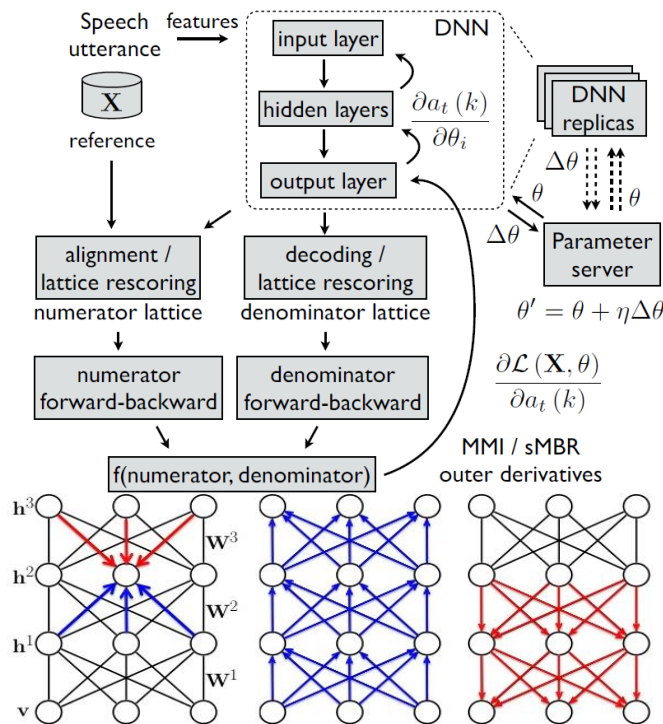 Speech
utterance
features
X
reference
DNN
input layer
hidden layers
output layer
∂a_t (k)
∂θ_i
DNN
replicas
Δθ
θ
θ
Δθ
Parameter
server
θ′ = θ + ηΔθ
alignment /
lattice rescoring
numerator lattice
decoding /
lattice rescoring
denominator lattice
numerator
forward-backward
denominator
forward-backward
∂L (X, θ)
∂a_t (k)
f(numerator, denominator)
MMI / sMBR
outer derivatives
h³
W³
h²
W²
h¹
W¹
v